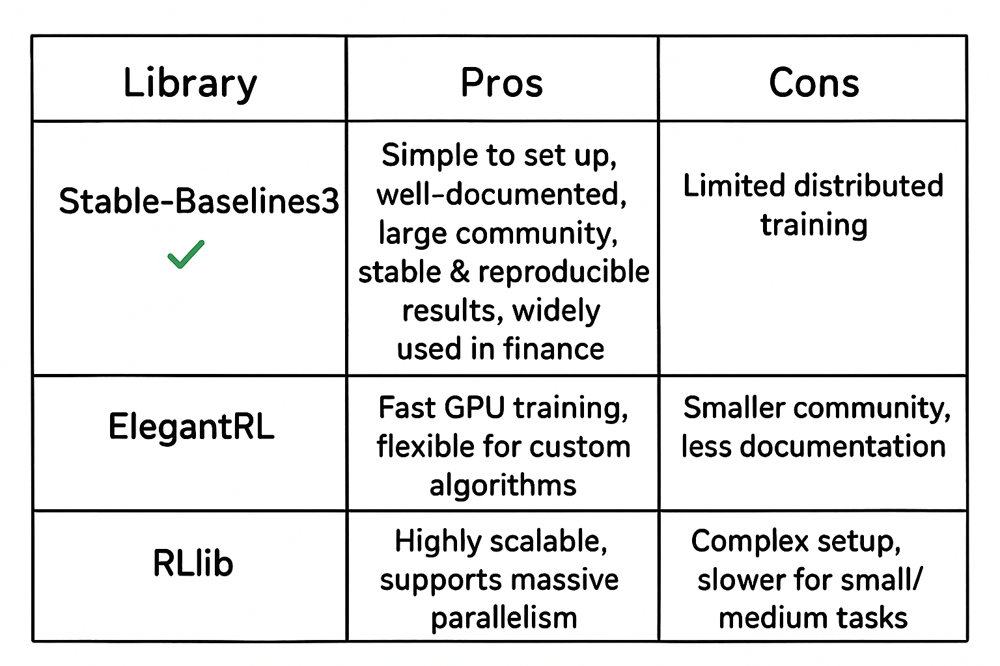 Library
Pros
Cons
Stable-Baselines3
Simple to set up,
well-documented,
large community,
stable & reproducible
results, widely
used in finance
Limited distributed
training
ElegantRL
Fast GPU training,
flexible for custom
algorithms
Smaller community,
less documentation
RLlib
Highly scalable,
supports massive
parallelism
Complex setup,
slower for small/
medium tasks